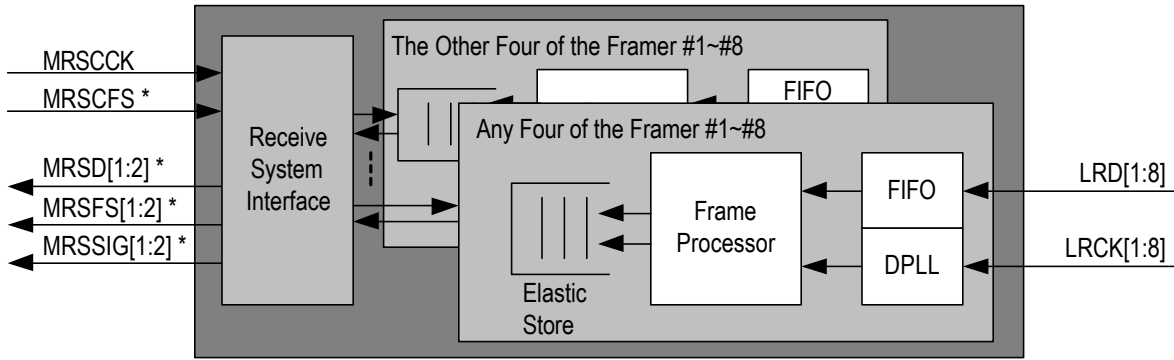 The Other Four of the Framer #1~#8
MRSCCK
MRSCFS *
FIFO
Any Four of the Framer #1~#8
Receive
System
Interface
MRSD[1:2] *
MRSFS[1:2] *
MRSSIG[1:2] *
Frame
Processor
FIFO
LRD[1:8]
DPLL
LRCK[1:8]
Elastic
Store